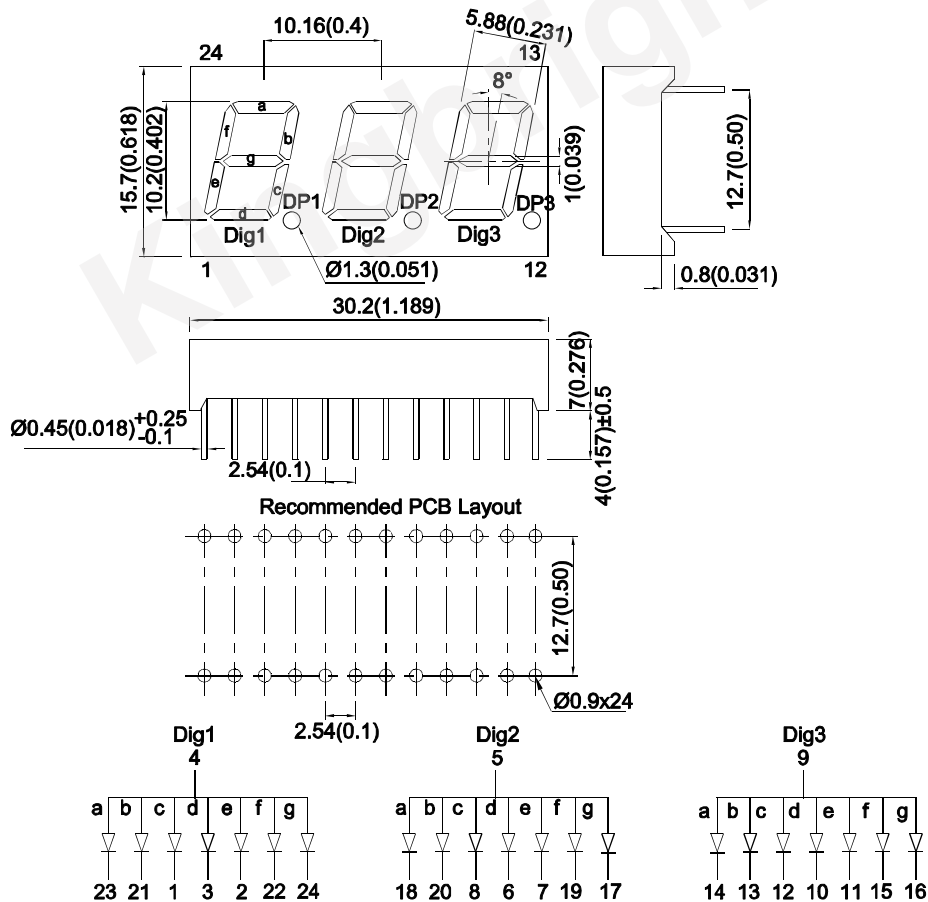 10.16(0.4)
5.88(0.231)
24
13
8°
15.7(0.618)
10.2(0.402)
a
f
b
g
e
c
d
DP1
DP2
DP3
Dig1
Dig2
Dig3
1(0.039)
12.7(0.50)
1
12
Ø1.3(0.051)
0.8(0.031)
30.2(1.189)
7(0.276)
Ø0.45(0.018)+0.25
-0.1
4(0.157)±0.5
2.54(0.1)
Recommended PCB Layout
12.7(0.50)
Ø0.9x24
2.54(0.1)
Dig1
4
a b c d e f g
23 21 1 3 2 22 24
Dig2
5
a b c d e f g
18 20 8 6 7 19 17
Dig3
9
a b c d e f g
14 13 12 10 11 15 16
Kingbrigh